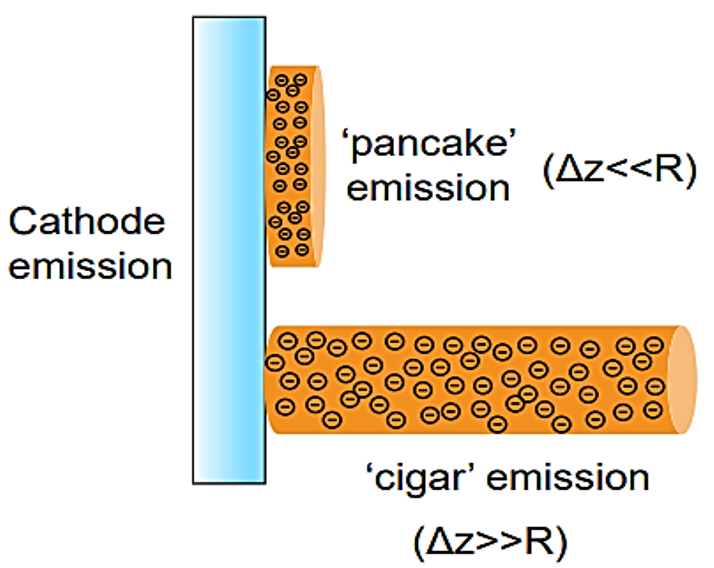 Cathode
emission
‘pancake’
emission
(Δz<<R)
‘cigar’ emission
(Δz>>R)